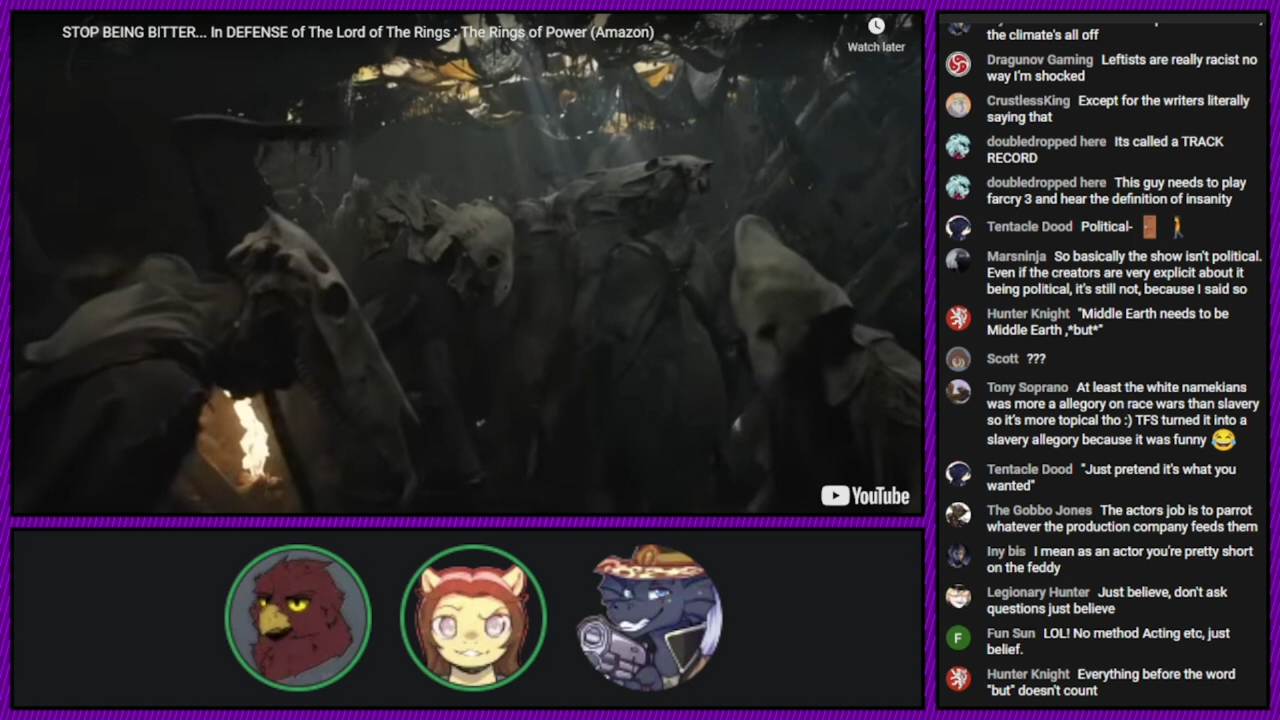 STOP BEING BITTER... In DEFENSE of The Lord of The Rings : The Rings of Power (Amazon)
Watch later
YouTube
the climate's all off
Dragunov Gaming Leftists are really racist no
way I'm shocked
CrustlessKing Except for the writers literally
saying that
doubledropped here Its called a TRACK
RECORD
doubledropped here This guy needs to play
farcry 3 and hear the definition of insanity
Tentacle Dood Political-
Marsninja So basically the show isn't political.
Even if the creators are very explicit about it
being political, it's still not, because I said so
Hunter Knight "Middle Earth needs to be
Middle Earth ,*but*"
Scott ???
Tony Soprano At least the white namekians
was more a allegory on race wars than slavery
so it's more topical tho :) TFS turned it into a
slavery allegory because it was funny
Tentacle Dood "Just pretend it's what you
wanted"
The Gobbo Jones The actors job is to parrot
whatever the production company feeds them
Iny bis I mean as an actor you're pretty short
on the feddy
Legionary Hunter Just believe, don't ask
questions just believe
F
Fun Sun LOL! No method Acting etc, just
belief.
Hunter Knight Everything before the word
"but" doesn't count